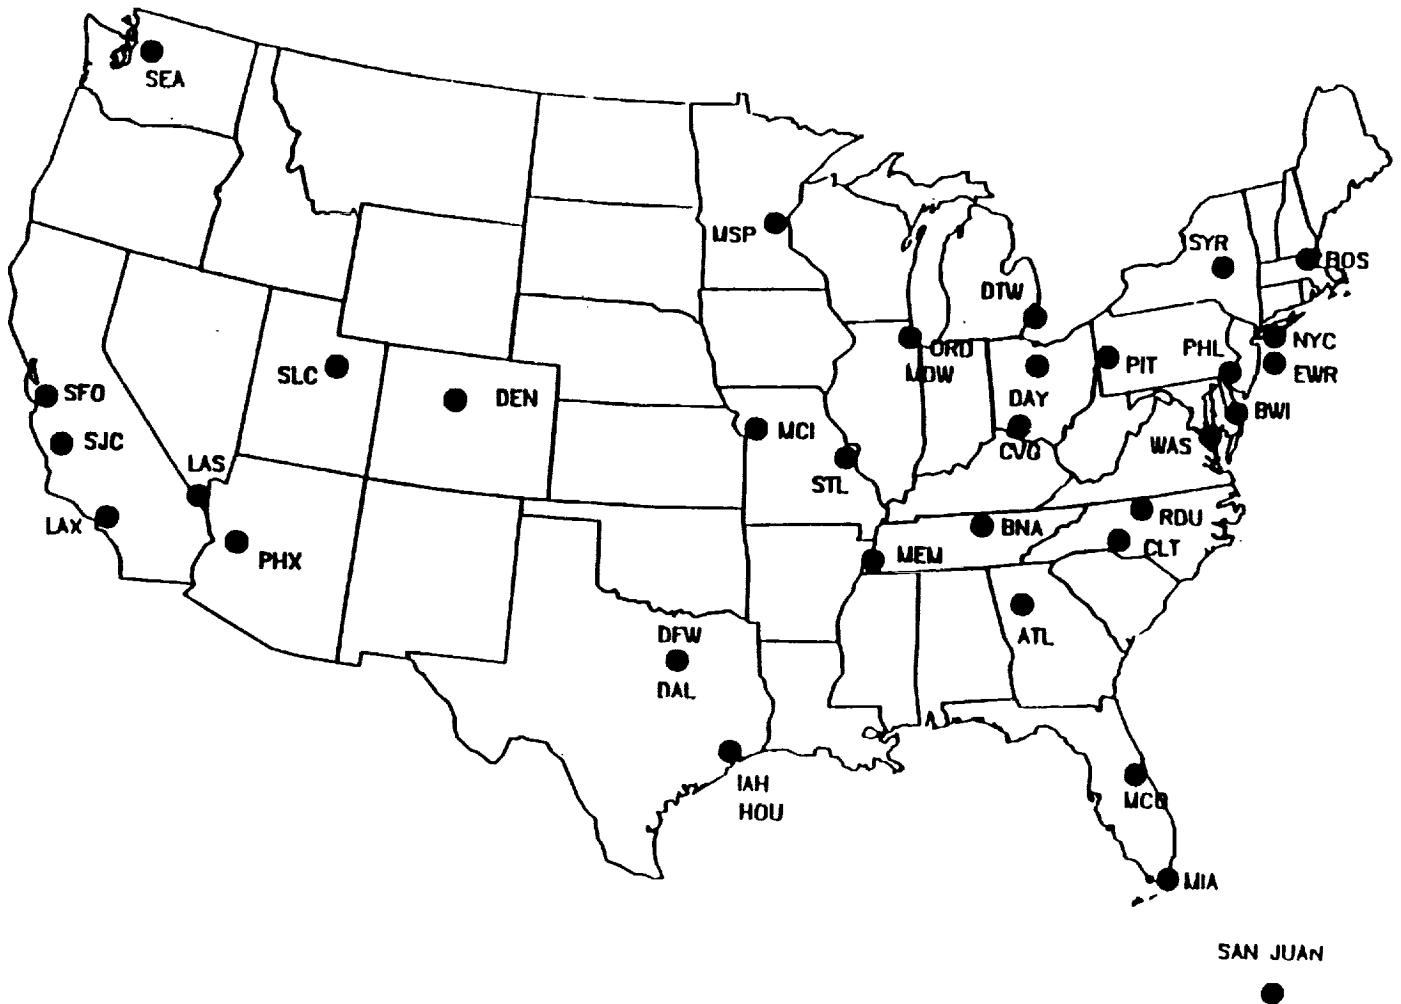 SEA
MSP
SYR
BOS
DTW
NYC
ORD
MDW
PHL
PIT
EWR
SLC
DEN
SFO
DAY
BWI
SJC
MCI
CVG
WAS
LAS
STL
LAX
PHX
BNA
RDU
MEM
CLT
DFW
ATL
DAL
IAH
HOU
MCO
MIA
SAN JUAN